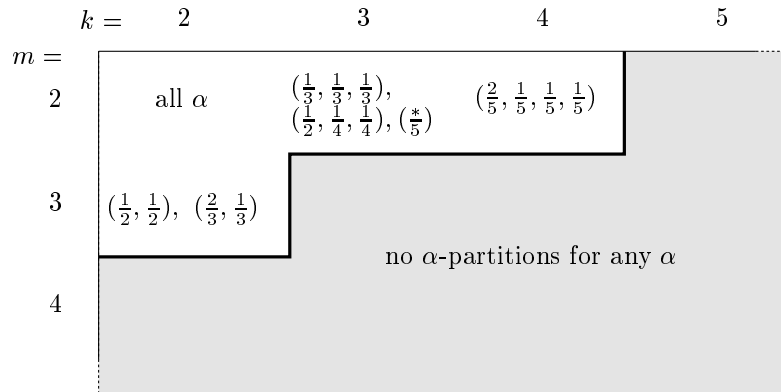 k = 2 3 4 5
m =
2 all α (1/3, 1/3, 1/3), (1/2, 1/4, 1/4), (*/5) (2/5, 1/5, 1/5, 1/5)
3 (1/2, 1/2), (2/3, 1/3)
no α-partitions for any α
4